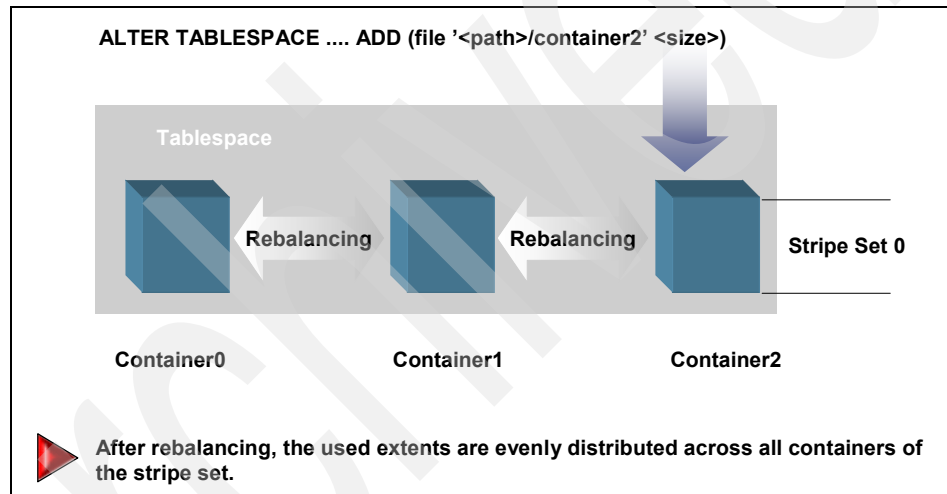 ALTER TABLESPACE .... ADD (file '<path>/container2' <size>)
Tablespace
Rebalancing
Rebalancing
Stripe Set 0
Container0
Container1
Container2
After rebalancing, the used extents are evenly distributed across all containers of
the stripe set.